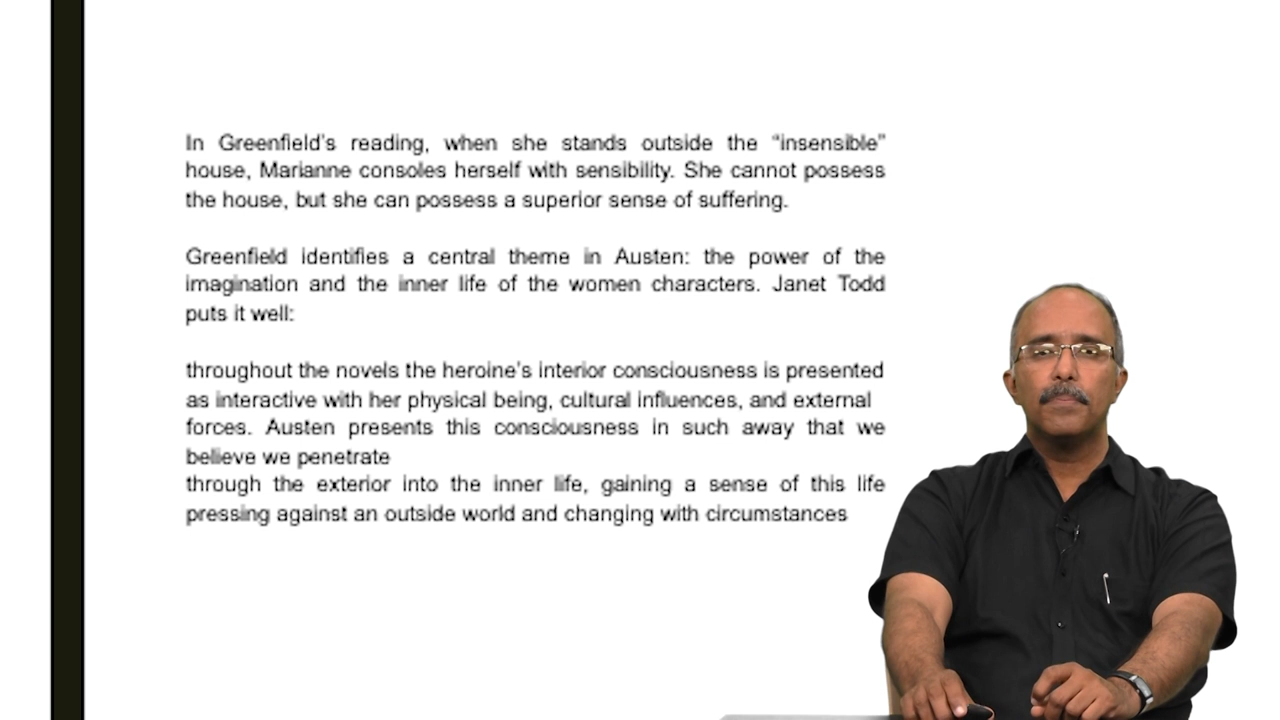 In Greenfield's reading, when she stands outside the “insensible”
house, Marianne consoles herself with sensibility. She cannot possess
the house, but she can possess a superior sense of suffering.
Greenfield identifies a central theme in Austen: the power of the
imagination and the inner life of the women characters. Janet Todd
puts it well:
throughout the novels the heroine's interior consciousness is presented
as interactive with her physical being, cultural influences, and external
forces. Austen presents this consciousness in such away that we
believe we penetrate
through the exterior into the inner life, gaining a sense of this life
pressing against an outside world and changing with circumstances